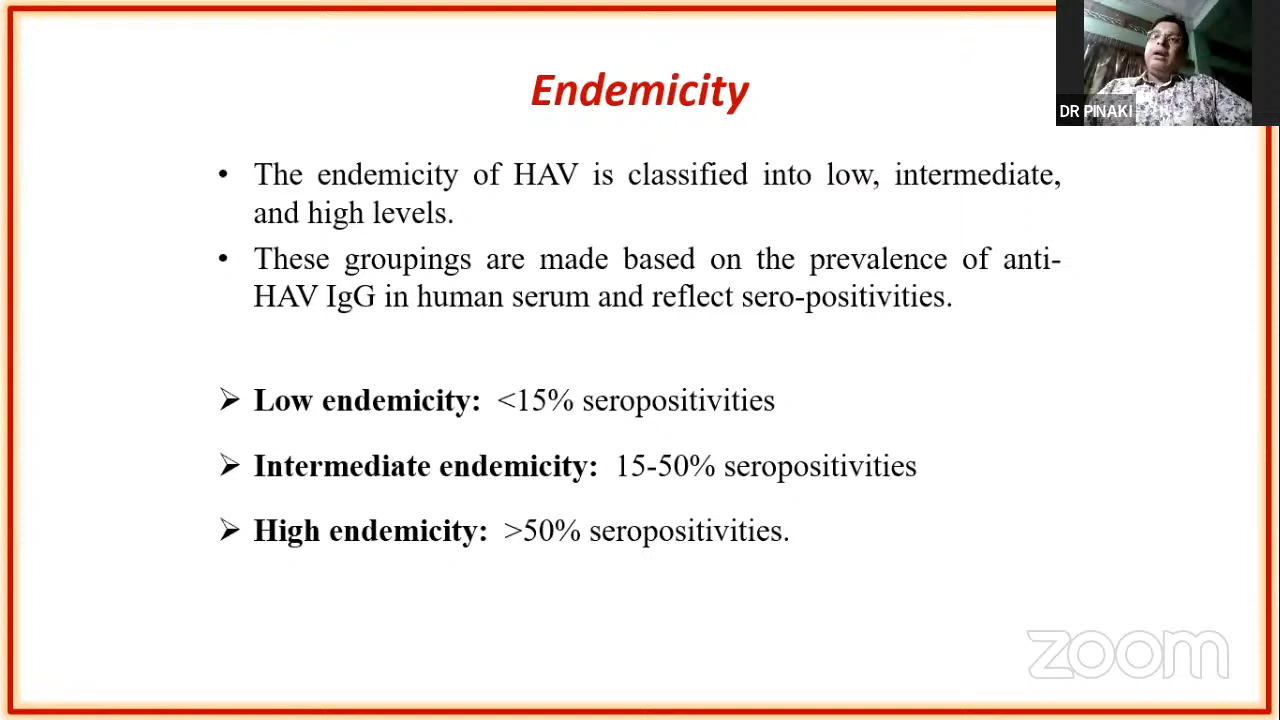 Endemicity
DR PINAKI
• The endemicity of HAV is classified into low, intermediate,
and high levels.
• These groupings are made based on the prevalence of anti-
HAV IgG in human serum and reflect sero-positivities.
➢ Low endemicity: <15% seropositivities
➢ Intermediate endemicity: 15-50% seropositivities
➢ High endemicity: >50% seropositivities.
zoom